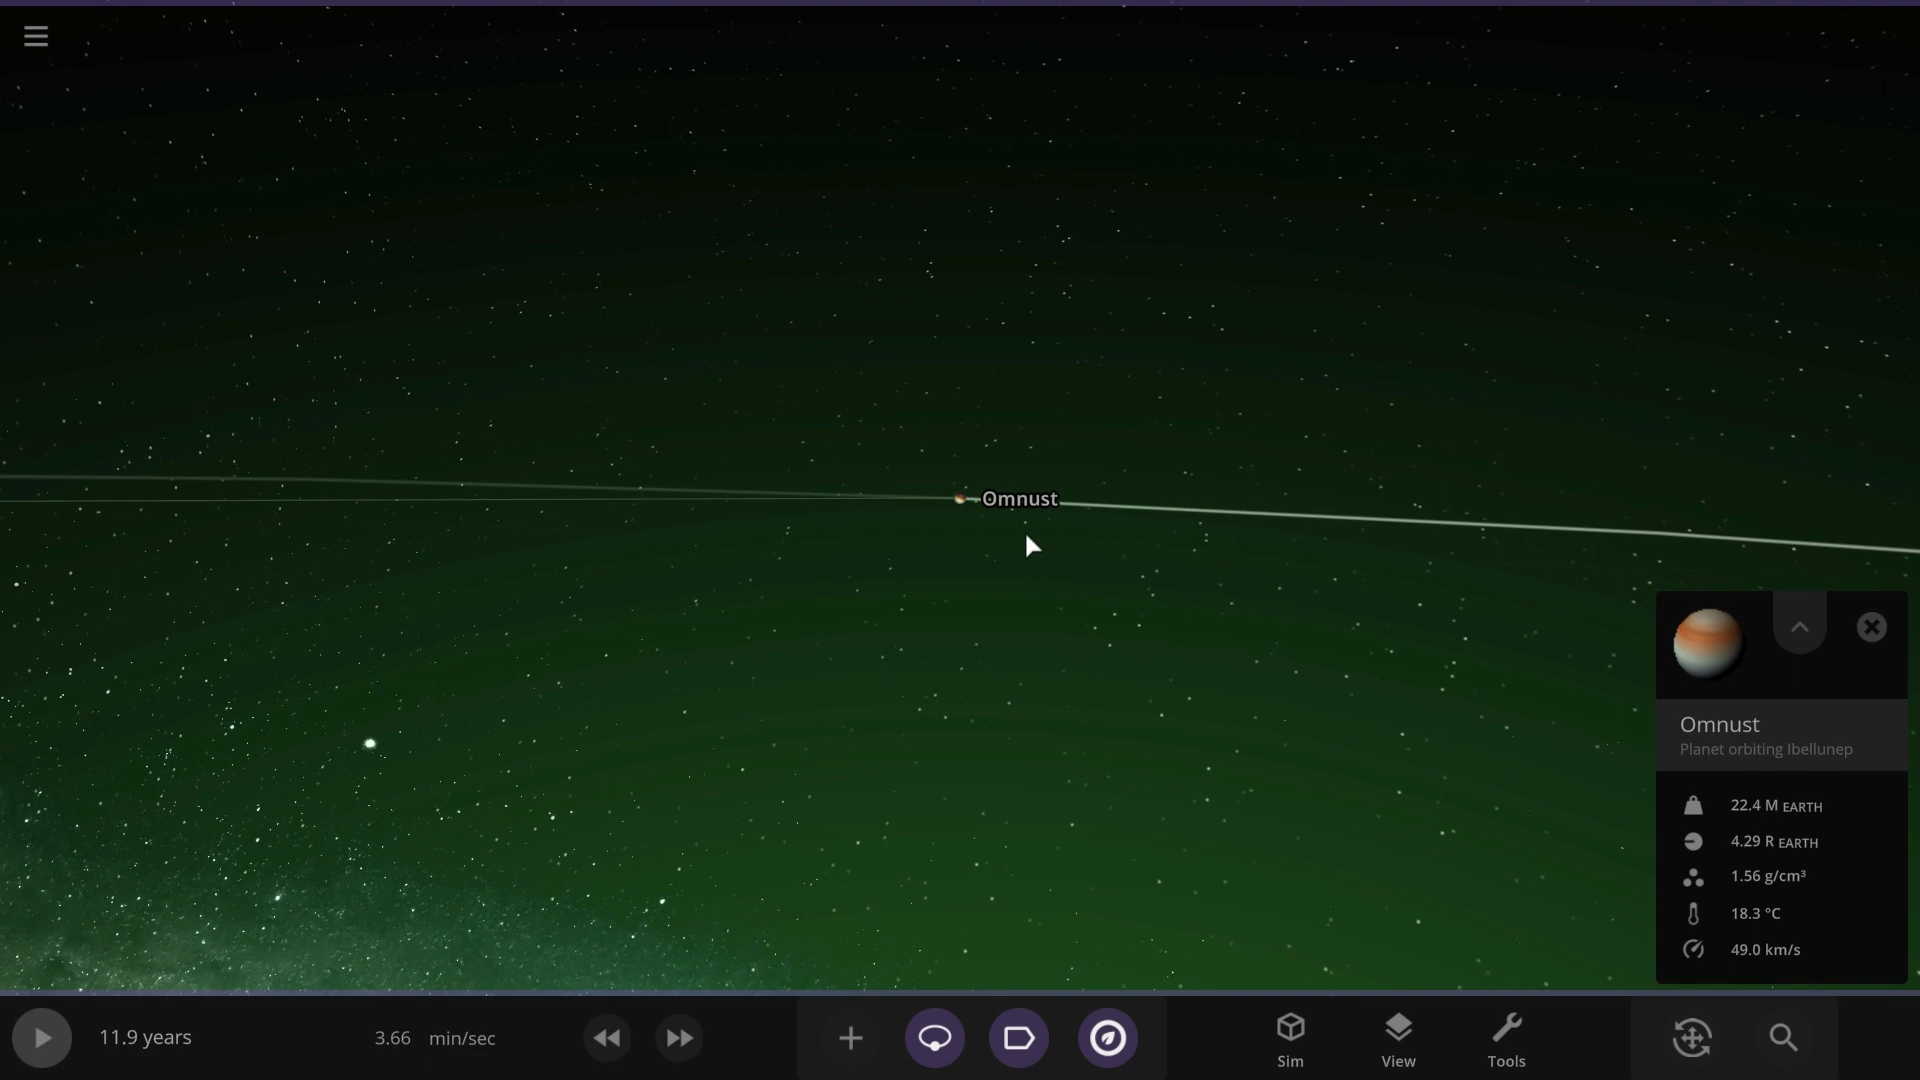 Omnust
Omnust
Planet orbiting Ibellunep
22.4 M EARTH
4.29 R EARTH
1.56 g/cm³
18.3 °C
49.0 km/s
11.9 years
3.66 min/sec
Sim
View
Tools